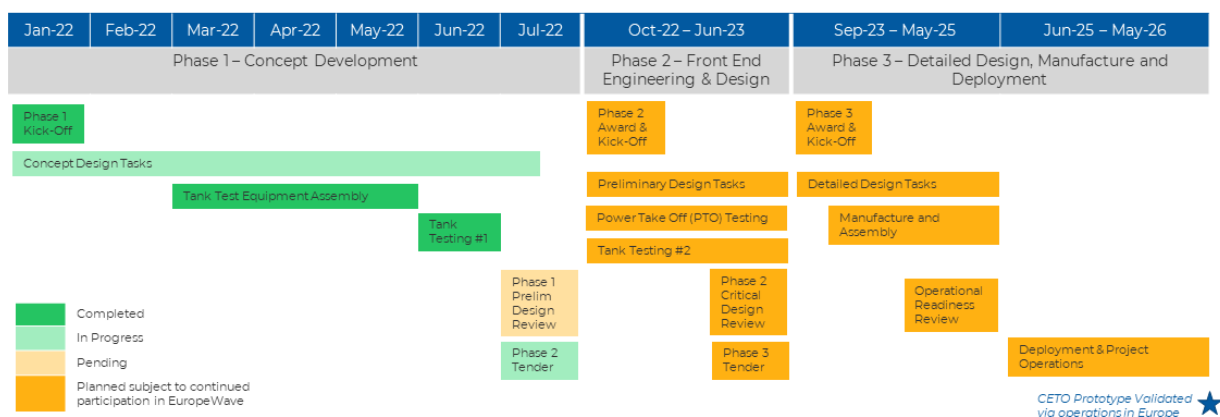 Jan-22 Feb-22 Mar-22 Apr-22 May-22 Jun-22 Jul-22 Oct-22 – Jun-23 Sep-23 – May-25 Jun-25 – May-26
Phase 1 – Concept Development
Phase 2 – Front End
Engineering & Design
Phase 3 – Detailed Design, Manufacture and
Deployment
Phase 1
Kick-Off
Phase 2
Award &
Kick-Off
Phase 3
Award &
Kick-Off
Concept Design Tasks
Tank Test Equipment Assembly
Preliminary Design Tasks
Detailed Design Tasks
Tank
Testing #1
Power Take Off (PTO) Testing
Manufacture and
Assembly
Tank Testing #2
Phase 1
Prelim
Design
Review
Phase 2
Critical
Design
Review
Operational
Readiness
Review
Phase 2
Tender
Phase 3
Tender
Deployment & Project
Operations
Completed
In Progress
Pending
Planned subject to continued
participation in EuropeWave
CETO Prototype Validated
via operations in Europe